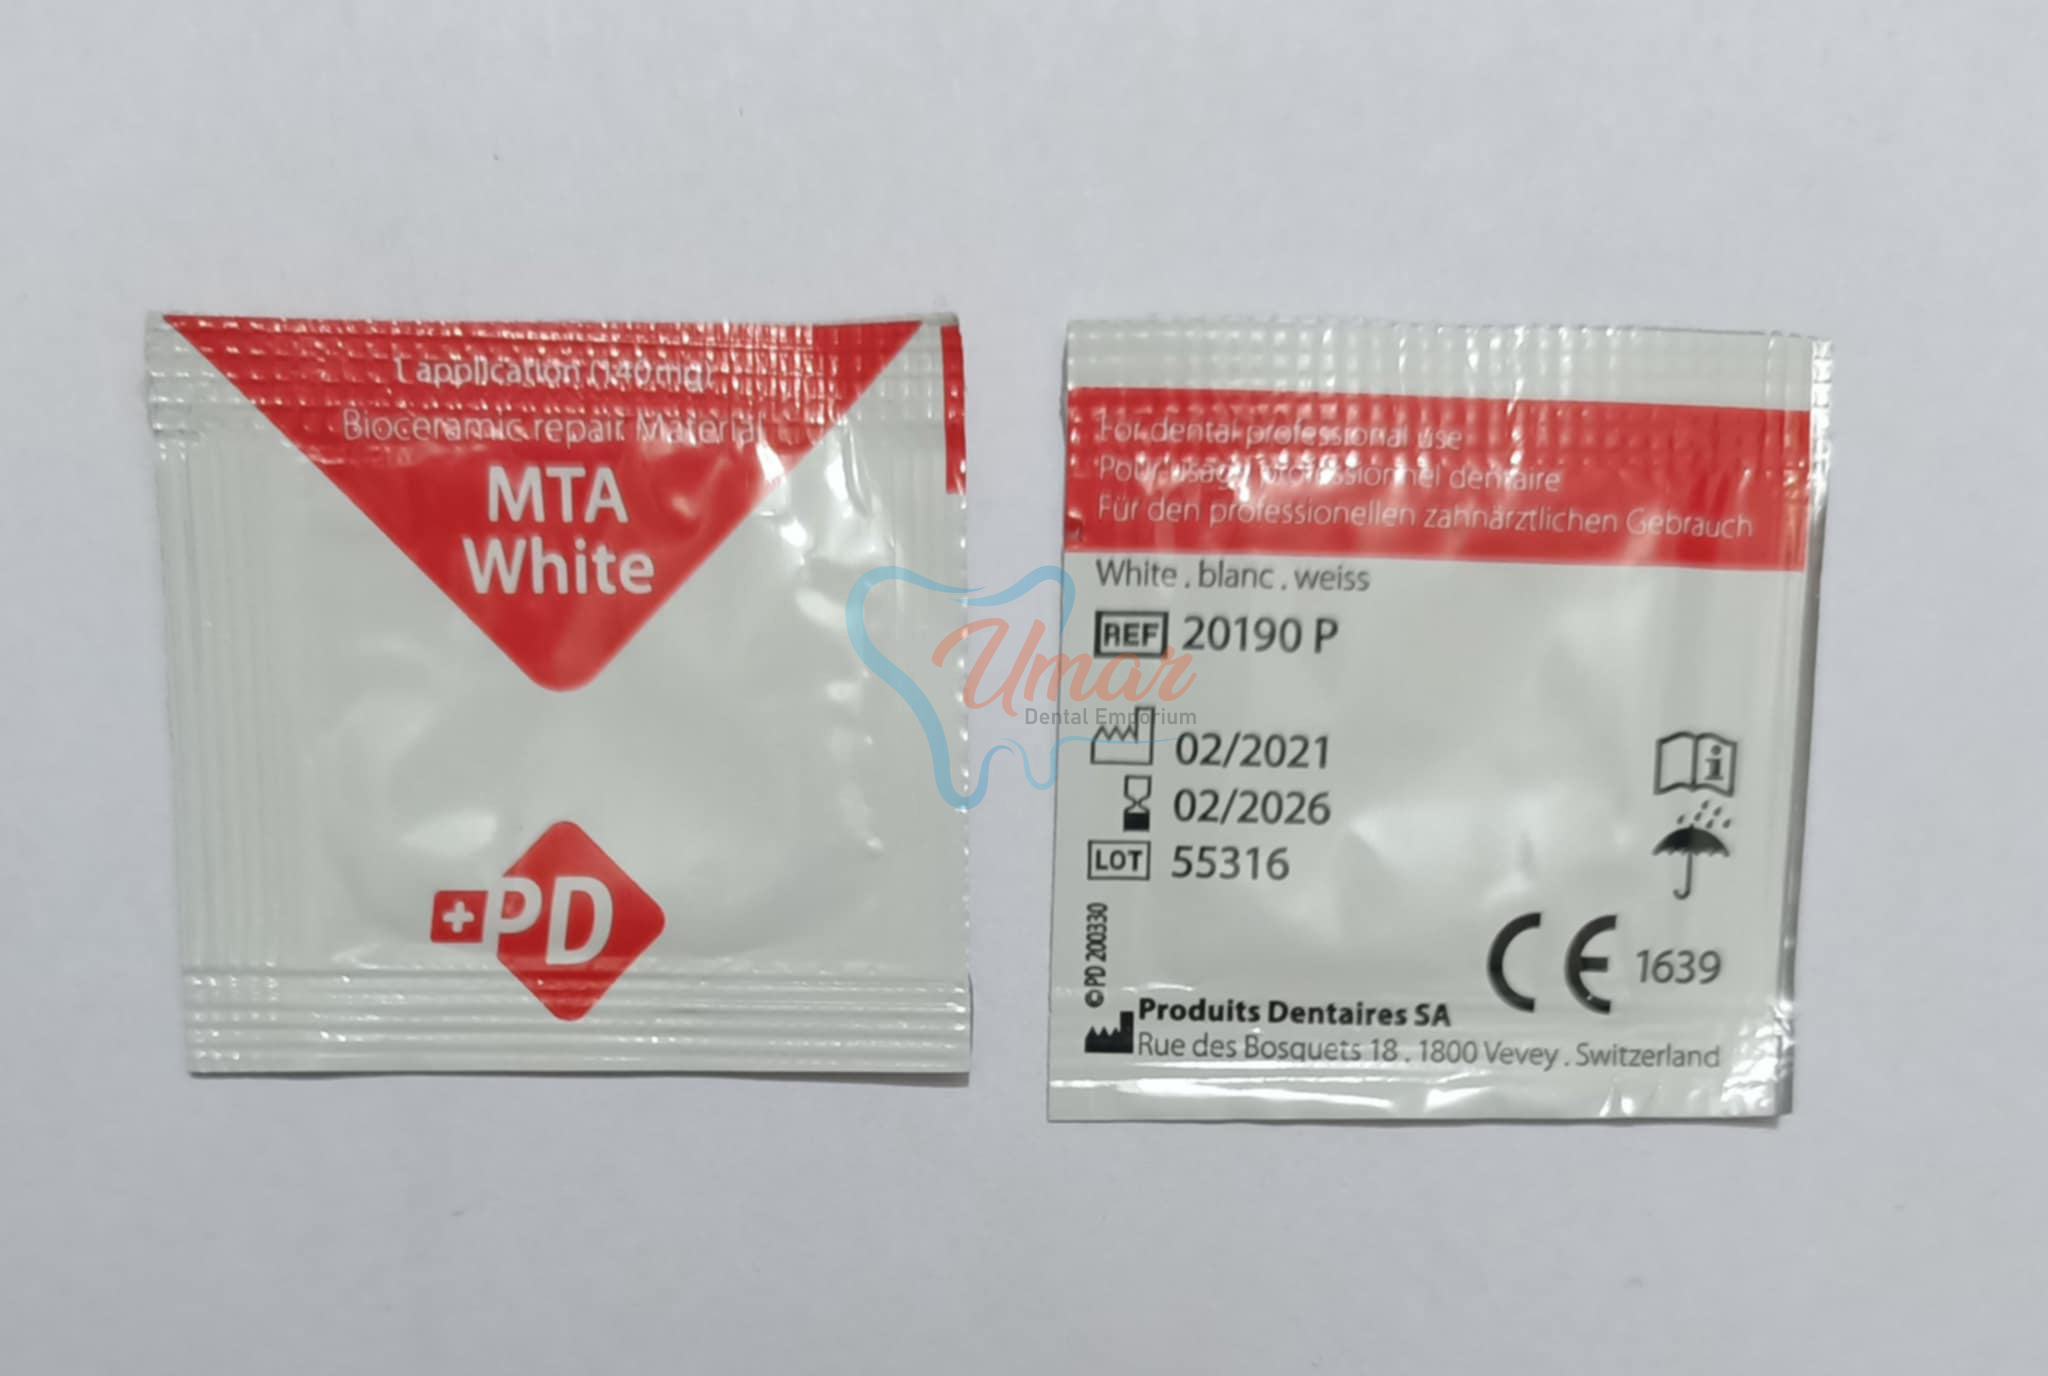 1 application (140 mg)
Bioceramic repair Material
MTA
White
+PD
For dental professional use
Pour usage professionnel dentaire
Für den professionellen zahnärztlichen Gebrauch
White . blanc . weiss
REF 20190 P
02/2021
02/2026
LOT 55316
© PD 200330
CE 1639
Produits Dentaires SA
Rue des Bosquets 18 . 1800 Vevey . Switzerland
Umar
Dental Emporium